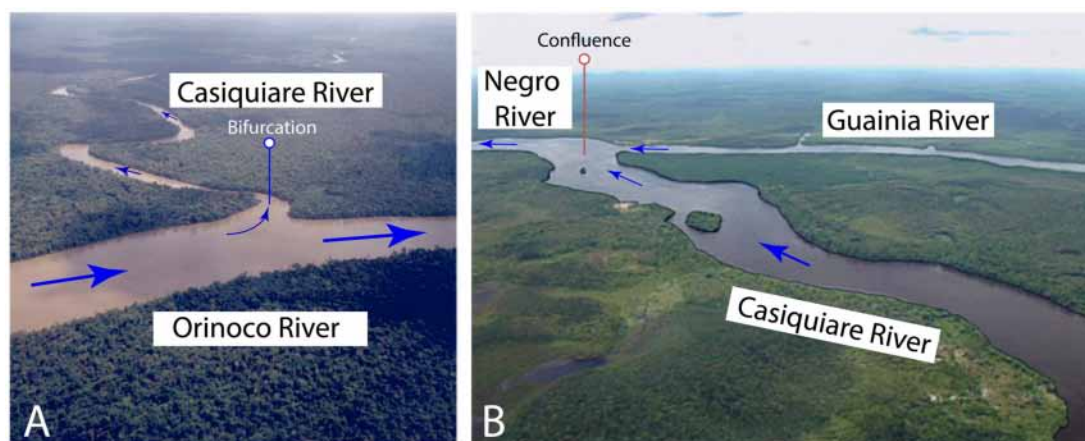 Casiquiare River
Bifurcation
Orinoco River
A
Confluence
Negro
River
Guainia River
Casiquiare River
B